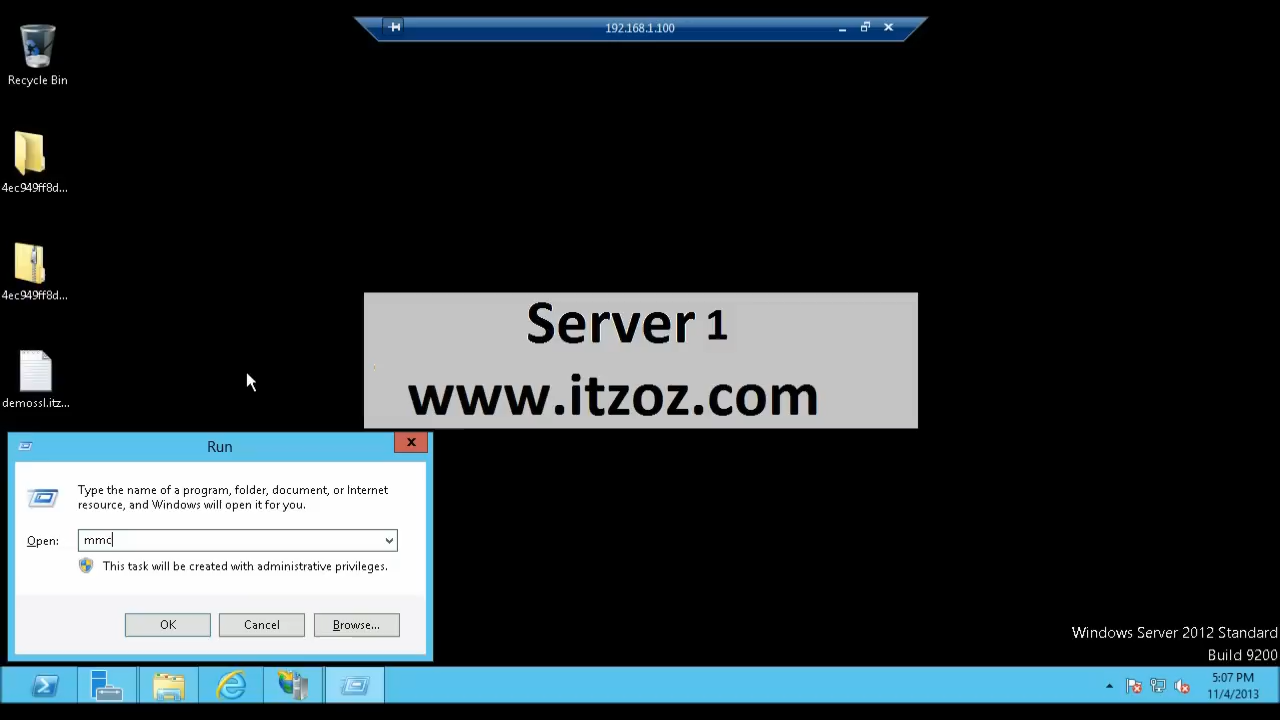 192.168.1.100
Recycle Bin
4ec949ff8d...
4ec949ff8d...
demossl.itz...
Server 1
www.itzoz.com
Run
Type the name of a program, folder, document, or Internet
resource, and Windows will open it for you.
Open:
mmc
This task will be created with administrative privileges.
OK
Cancel
Browse...
Windows Server 2012 Standard
Build 9200
5:07 PM
11/4/2013